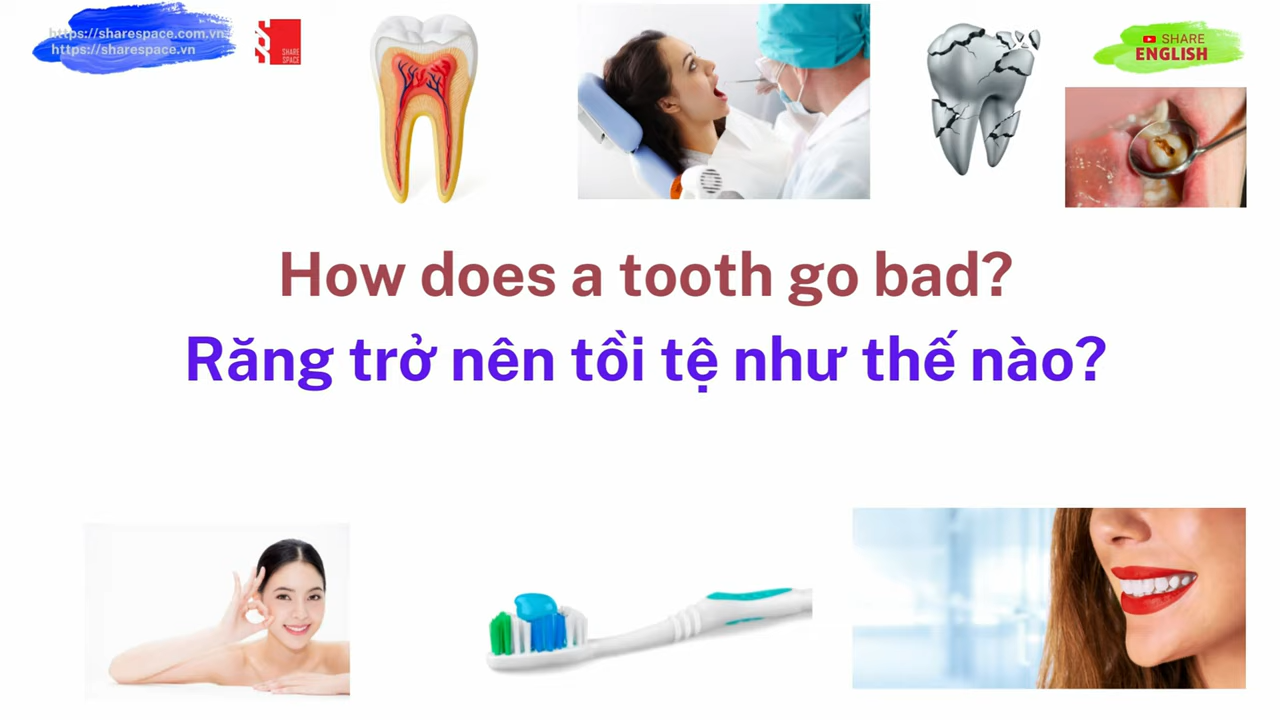 https://sharespace.com.vn/
https://sharespace.vn
SHARE
SPACE
SHARE
ENGLISH
How does a tooth go bad?
Răng trở nên tồi tệ như thế nào?